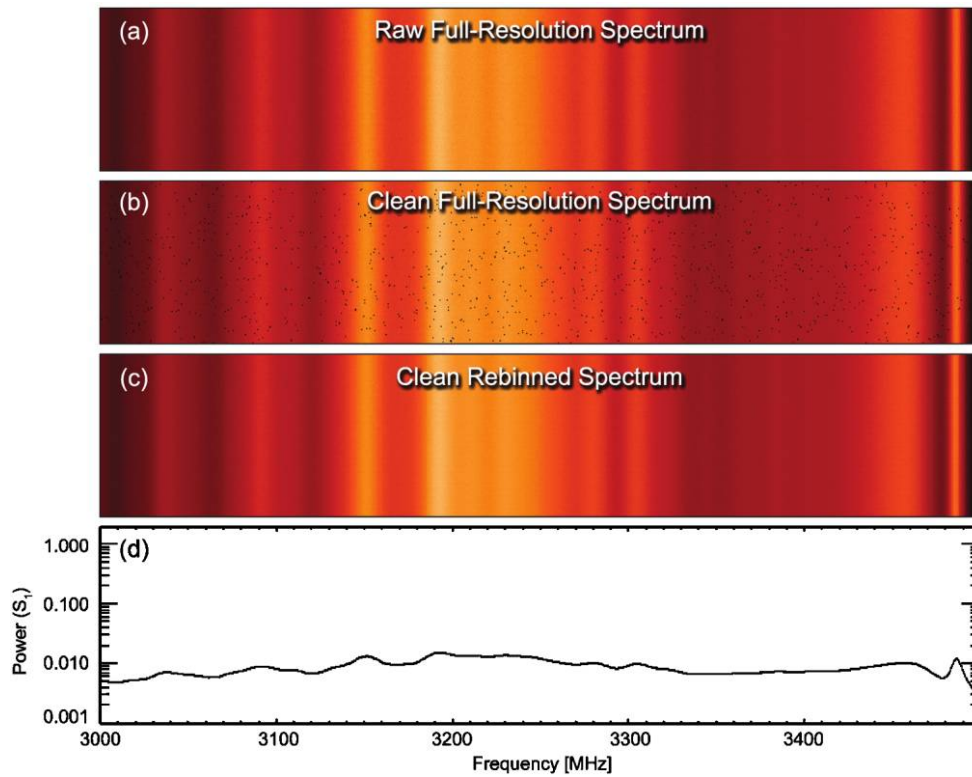 (a) Raw Full-Resolution Spectrum
(b) Clean Full-Resolution Spectrum
(c) Clean Rebinned Spectrum
(d)
1.000
0.100
0.010
0.001
Power (S₁)
3000 3100 3200 3300 3400
Frequency [MHz]